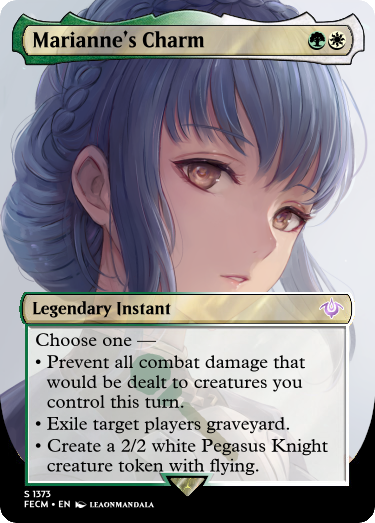 Marianne's Charm
Legendary Instant
Choose one —
• Prevent all combat damage that
would be dealt to creatures you
control this turn.
• Exile target players graveyard.
• Create a 2/2 white Pegasus Knight
creature token with flying.
S 1373
FECM • EN LEAONMANDALA